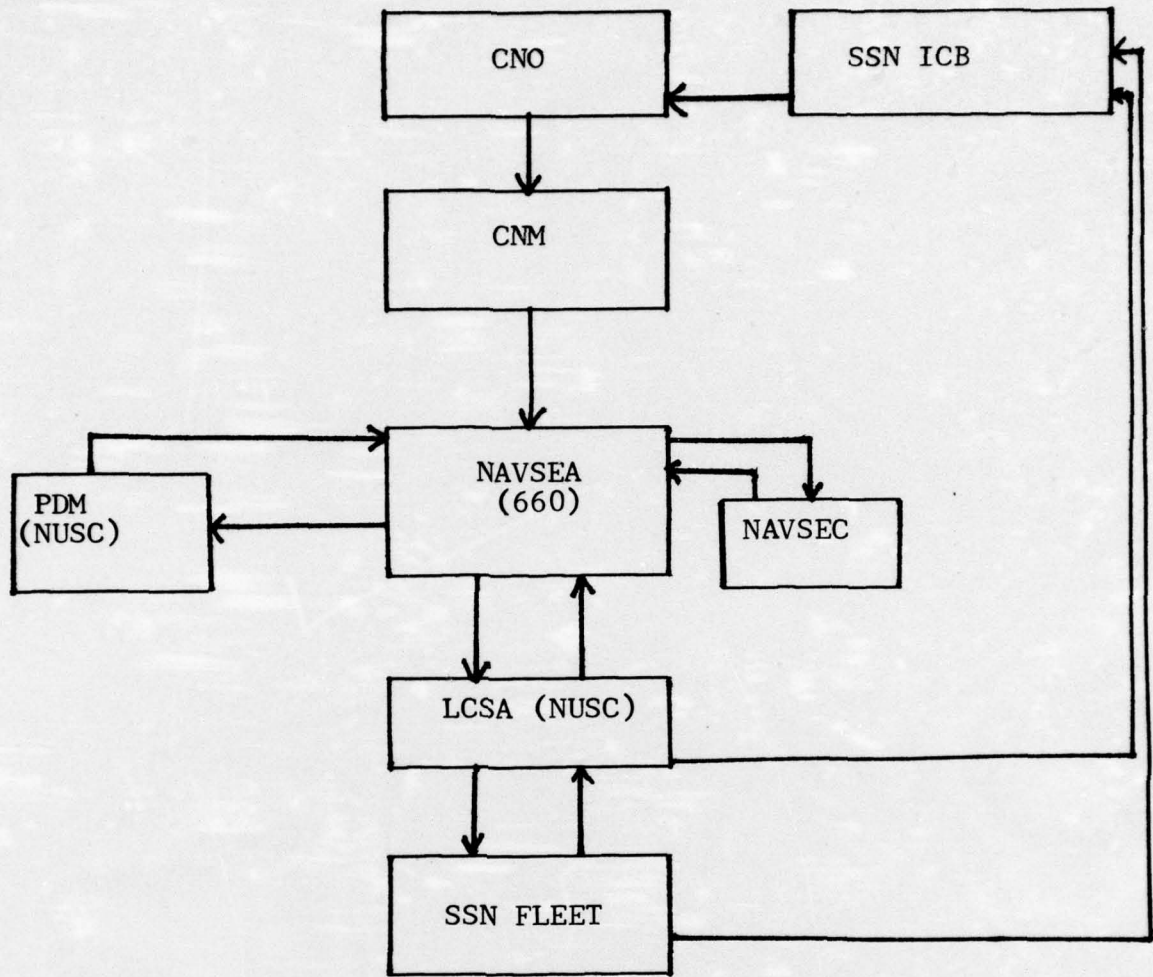 CNO
SSN ICB
CNM
NAVSEA
(660)
PDM
(NUSC)
NAVSEC
LCSA (NUSC)
SSN FLEET